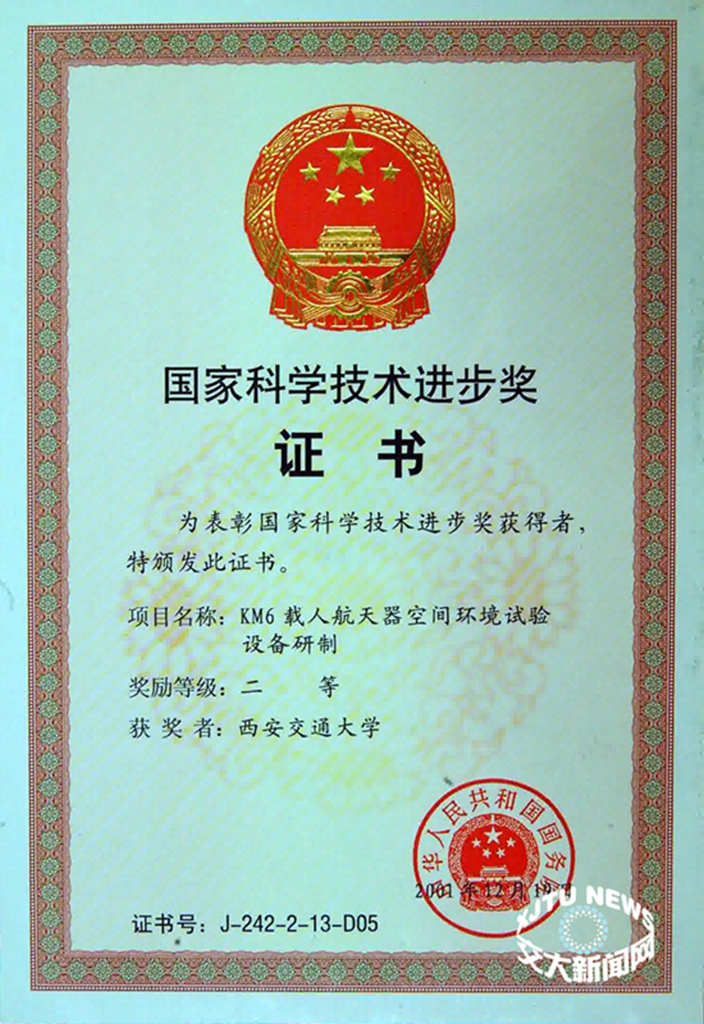 国家科学技术进步奖
证 书
为表彰国家科学技术进步奖获得者，
特颁发此证书。
项目名称：KM6 载人航天器空间环境试验
设备研制
奖励等级：二 等
获 奖 者：西安交通大学
中华人民共和国国务院
2001 年 12 月
证书号：J-242-2-13-D05
XJTU NEWS
交大新闻网